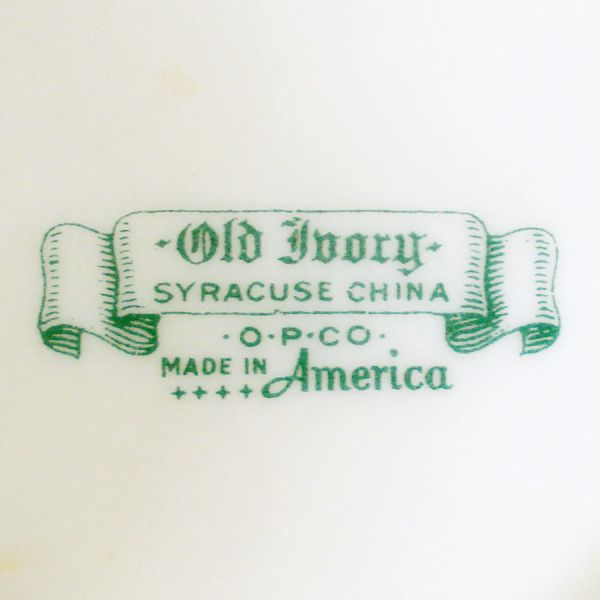 ·Old Ivory·
SYRACUSE CHINA
·O·P·CO·
MADE IN America